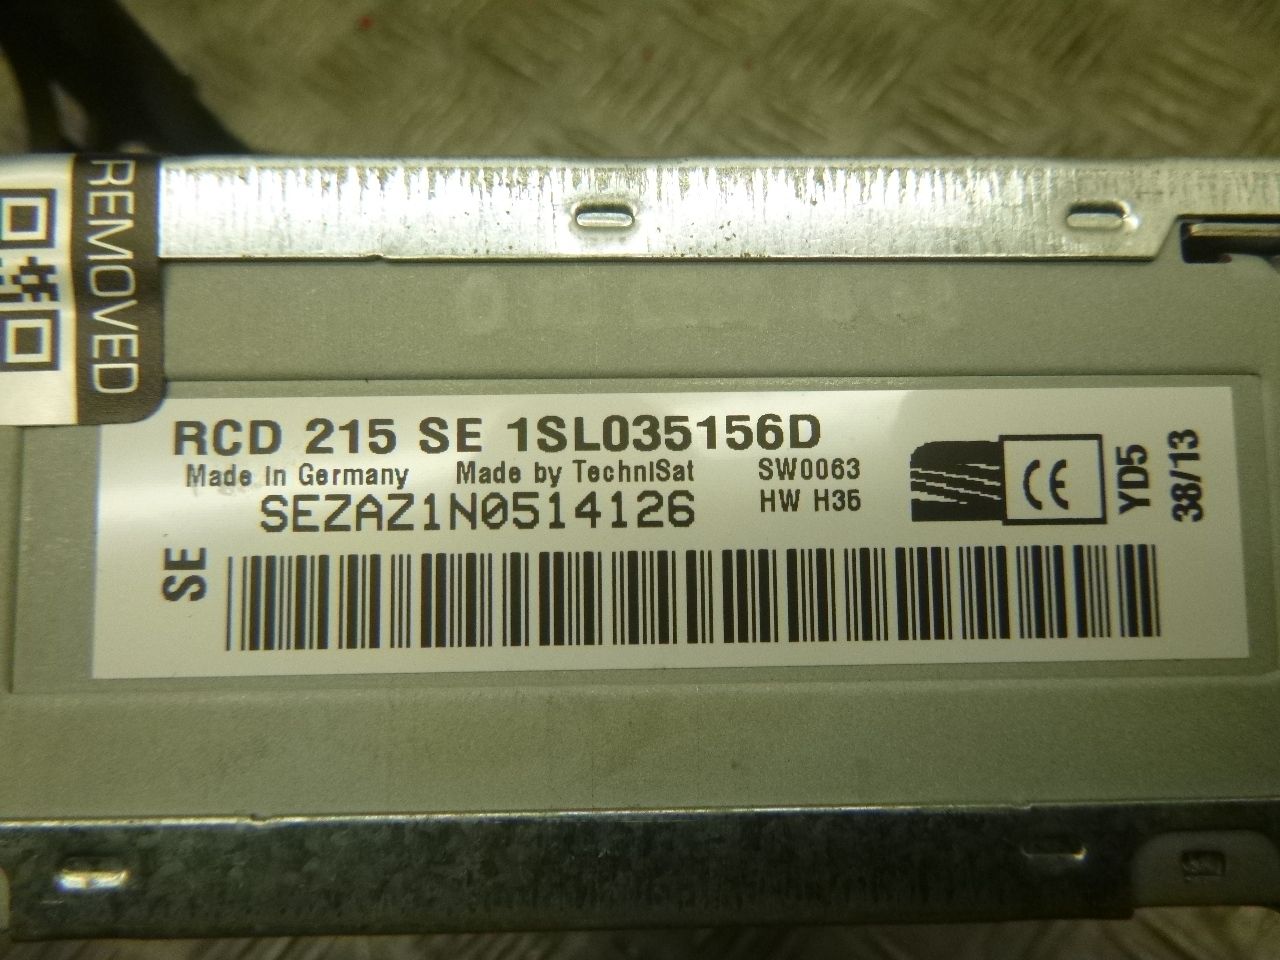 REMOVED
RCD 215 SE 1SL035156D
Made in Germany Made by TechniSat SW0063
SEZAZ1N0514126 HW H36
CE
YD5
38/13
SE